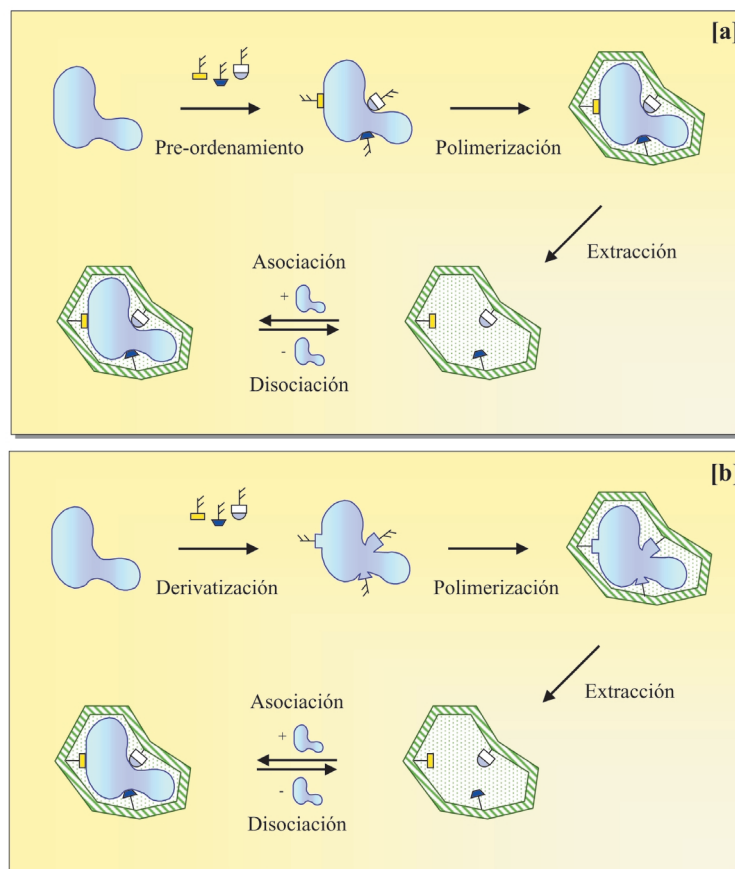 [a]
Pre-ordenamiento
Polimerización
Extracción
Asociación
+
-
Disociación
[b]
Derivatización
Polimerización
Extracción
Asociación
+
-
Disociación